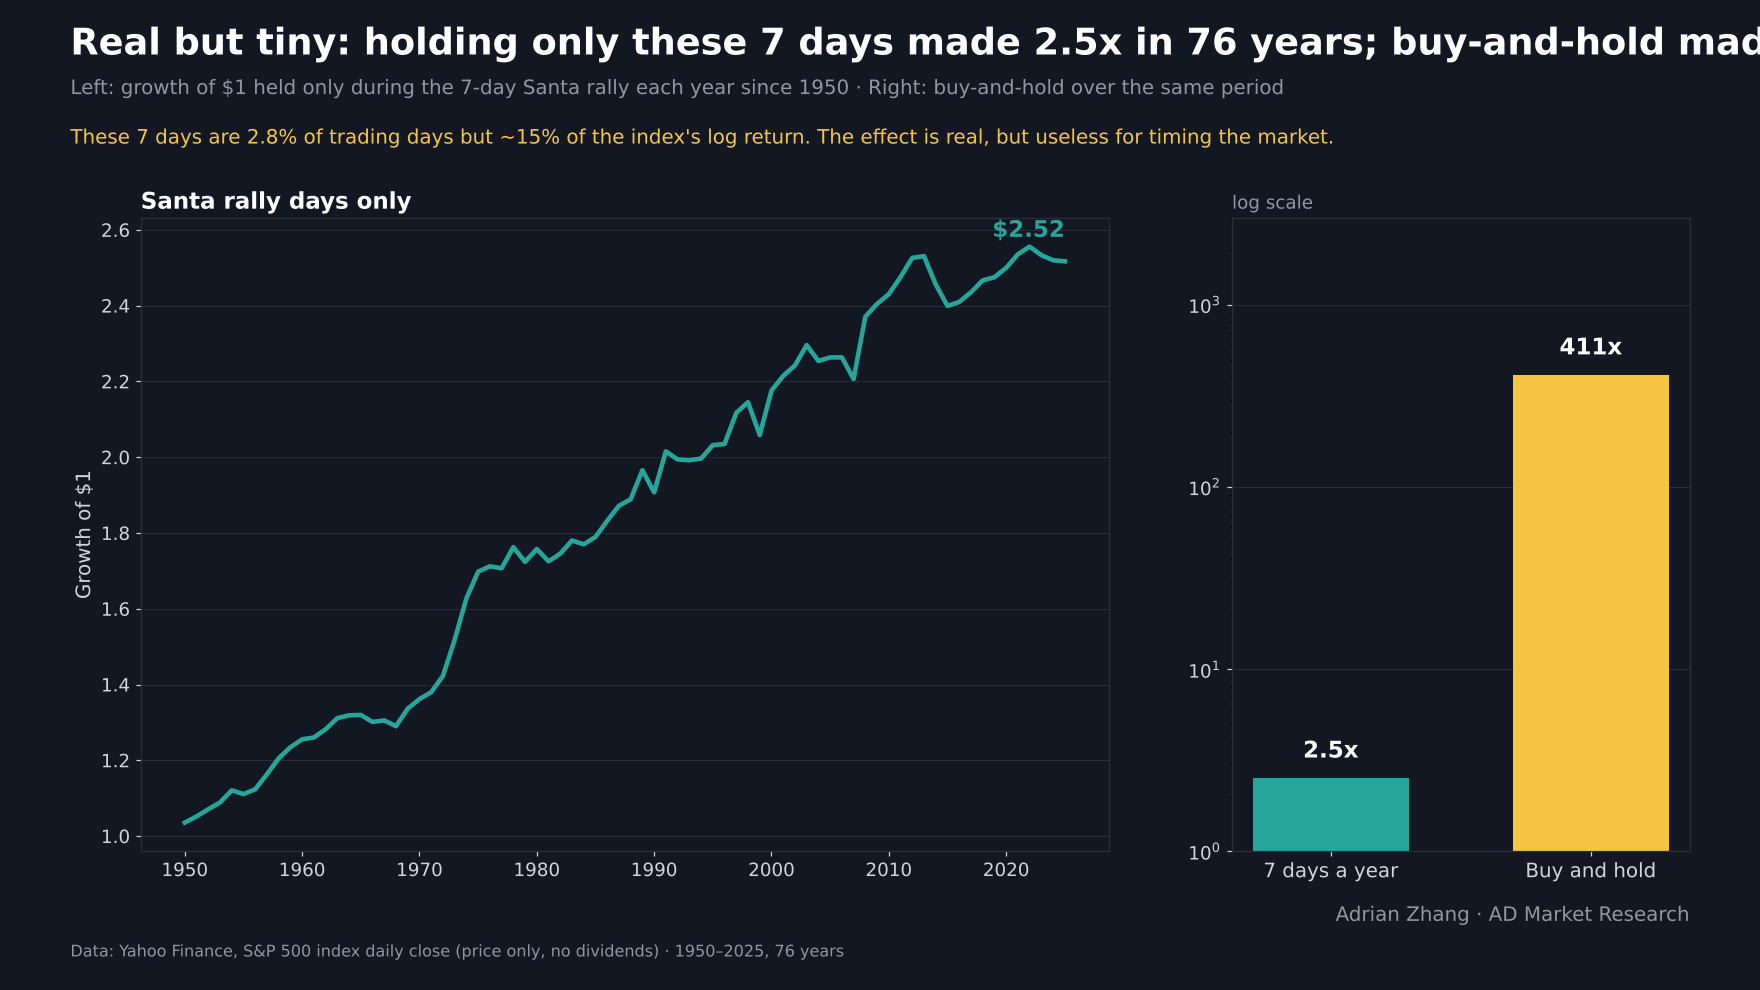 Real but tiny: holding only these 7 days made 2.5x in 76 years; buy-and-hold
Left: growth of $1 held only during the 7-day Santa rally each year since 1950 · Right: buy-and-hold over the same period
These 7 days are 2.8% of trading days but ~15% of the index's log return. The effect is real, but useless for timing the market.
Santa rally days only
Growth of $1
2.6
2.4
2.2
2.0
1.8
1.6
1.4
1.2
1.0
$2.52
1950 1960 1970 1980 1990 2000 2010 2020
log scale
10³
10²
10¹
10⁰
2.5x
411x
7 days a year
Buy and hold
Adrian Zhang · AD Market Research
Data: Yahoo Finance, S&P 500 index daily close (price only, no dividends) · 1950–2025, 76 years